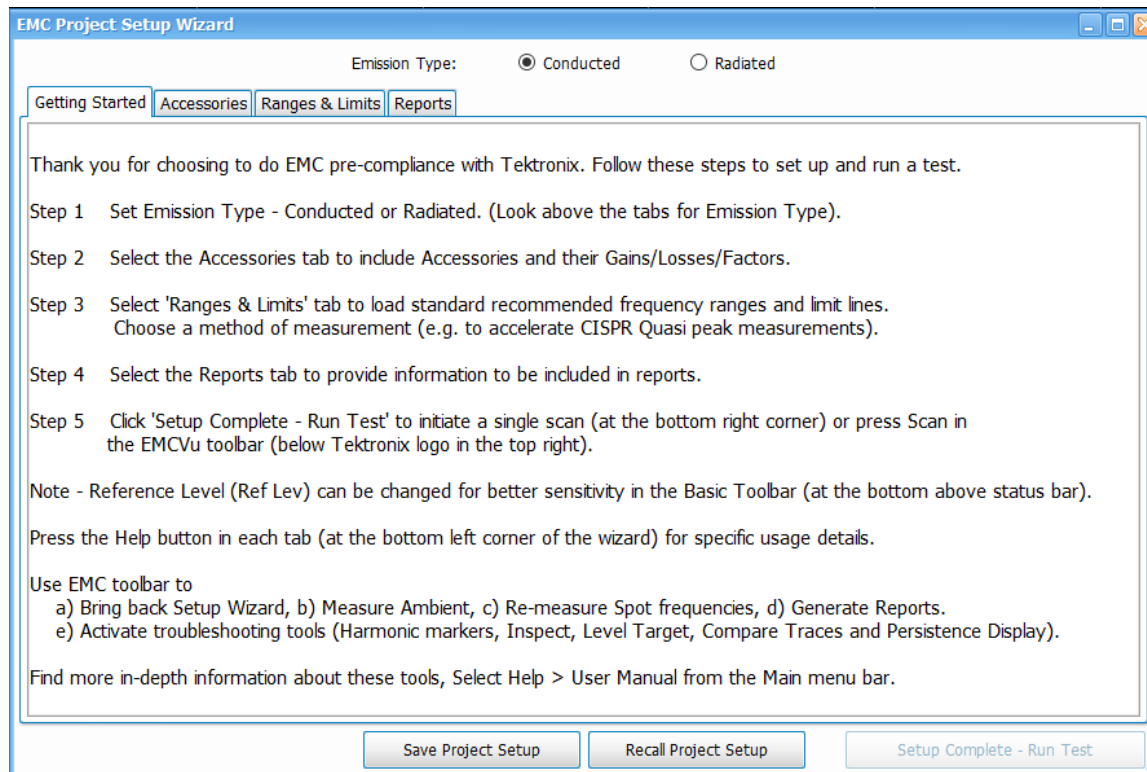 EMC Project Setup Wizard
Emission Type: Conducted Radiated
Getting Started Accessories Ranges & Limits Reports
Thank you for choosing to do EMC pre-compliance with Tektronix. Follow these steps to set up and run a test.
Step 1 Set Emission Type - Conducted or Radiated. (Look above the tabs for Emission Type).
Step 2 Select the Accessories tab to include Accessories and their Gains/Losses/Factors.
Step 3 Select 'Ranges & Limits' tab to load standard recommended frequency ranges and limit lines.
Choose a method of measurement (e.g. to accelerate CISPR Quasi peak measurements).
Step 4 Select the Reports tab to provide information to be included in reports.
Step 5 Click 'Setup Complete - Run Test' to initiate a single scan (at the bottom right corner) or press Scan in
the EMCVu toolbar (below Tektronix logo in the top right).
Note - Reference Level (Ref Lev) can be changed for better sensitivity in the Basic Toolbar (at the bottom above status bar).
Press the Help button in each tab (at the bottom left corner of the wizard) for specific usage details.
Use EMC toolbar to
a) Bring back Setup Wizard, b) Measure Ambient, c) Re-measure Spot frequencies, d) Generate Reports.
e) Activate troubleshooting tools (Harmonic markers, Inspect, Level Target, Compare Traces and Persistence Display).
Find more in-depth information about these tools, Select Help > User Manual from the Main menu bar.
Save Project Setup Recall Project Setup Setup Complete - Run Test